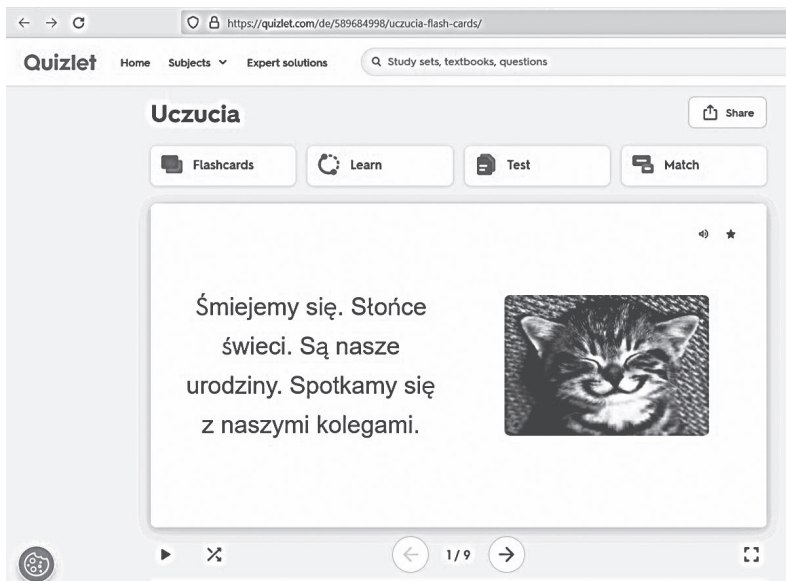 https://quizlet.com/de/589684998/uczucia-flash-cards/
Quizlet Home Subjects Expert solutions Study sets, textbooks, questions
Uczucia Share
Flashcards Learn Test Match
Śmiejemy się. Słońce
świeci. Są nasze
urodziny. Spotkamy się
z naszymi kolegami.
1 / 9